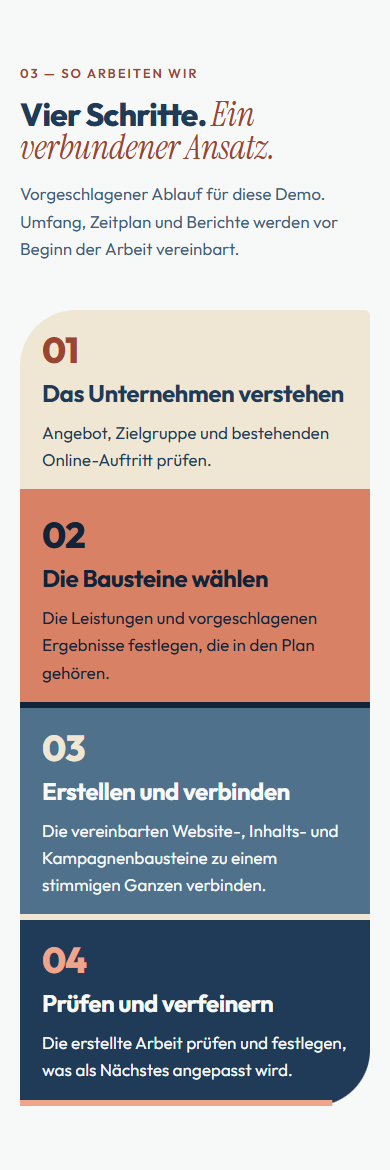 03 — SO ARBEITEN WIR
Vier Schritte. Ein
verbundener Ansatz.
Vorgeschlagener Ablauf für diese Demo.
Umfang, Zeitplan und Berichte werden vor
Beginn der Arbeit vereinbart.
01
Das Unternehmen verstehen
Angebot, Zielgruppe und bestehenden
Online-Auftritt prüfen.
02
Die Bausteine wählen
Die Leistungen und vorgeschlagenen
Ergebnisse festlegen, die in den Plan
gehören.
03
Erstellen und verbinden
Die vereinbarten Website-, Inhalts- und
Kampagnenbausteine zu einem
stimmigen Ganzen verbinden.
04
Prüfen und verfeinern
Die erstellte Arbeit prüfen und festlegen,
was als Nächstes angepasst wird.